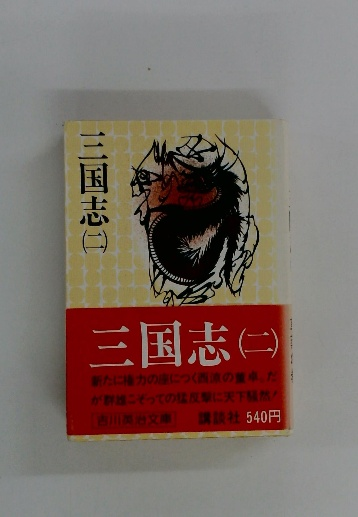 三国志(二)
三国志(二)
新たに権力の座につく西涼の董卓。だ
が群雄こぞっての猛反撃に天下騒然!
吉川英治文庫 講談社 540円